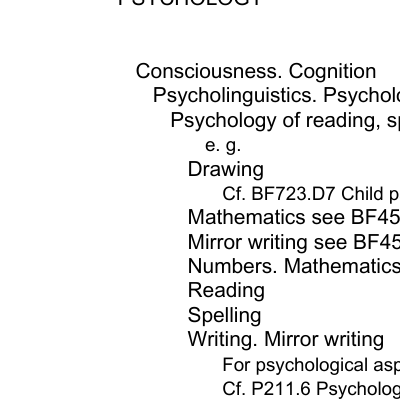 PSYCHOLOGY
Consciousness. Cognition
Psycholinguistics. Psycholo
Psychology of reading, sp
e. g.
Drawing
Cf. BF723.D7 Child p
Mathematics see BF45
Mirror writing see BF45
Numbers. Mathematics
Reading
Spelling
Writing. Mirror writing
For psychological asp
Cf. P211.6 Psycholog